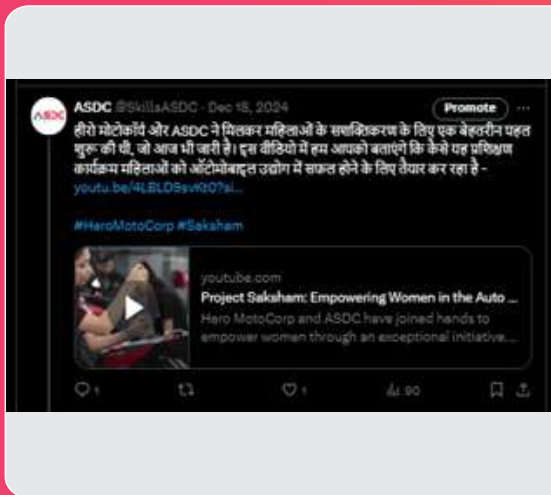 ASDC
ASDC @SkillsASDC · Dec 18, 2024 Promote ...
हीरो मोटोकॉर्प और ASDC ने मिलकर महिलाओं के सशक्तिकरण के लिए एक बेहतरीन पहल
शुरू की थी, जो आज भी जारी है। इस वीडियो में हम आपको बताएंगे कि कैसे यह प्रशिक्षण
कार्यक्रम महिलाओं को ऑटोमोबाइल उद्योग में सफल होने के लिए तैयार कर रहा है -
#HeroMotoCorp #Saksham
youtube.com
Project Saksham: Empowering Women in the Auto ...
Hero MotoCorp and ASDC have joined hands to
empower women through an exceptional initiative....
1 1 90